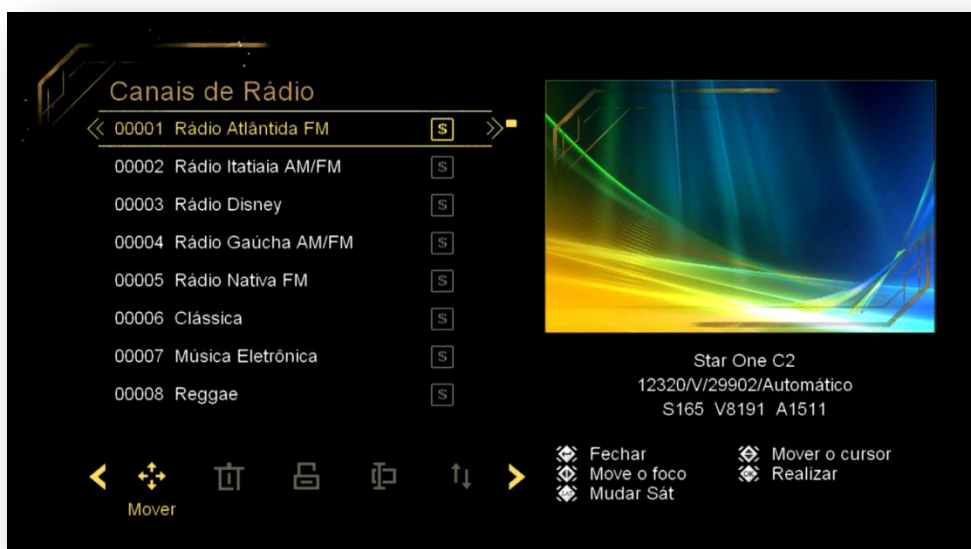 Canais de Rádio
00001 Rádio Atlântida FM S
00002 Rádio Itatiaia AM/FM S
00003 Rádio Disney S
00004 Rádio Gaúcha AM/FM S
00005 Rádio Nativa FM S
00006 Clássica S
00007 Música Eletrônica S
00008 Reggae S
Mover
Star One C2
12320/V/29902/Automático
S165 V8191 A1511
Fechar
Mover o cursor
Move o foco
OK Realizar
SAT Mudar Sát